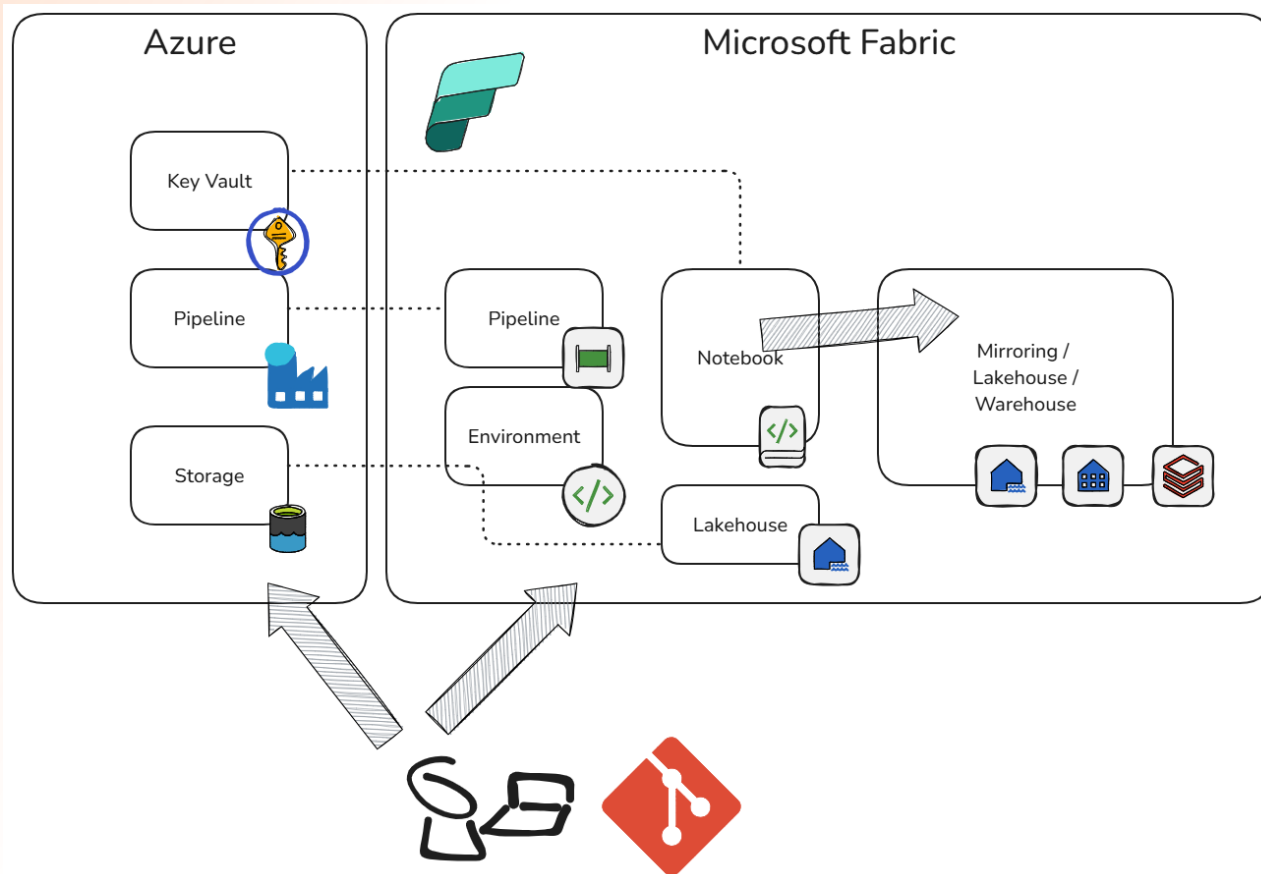 Azure
Microsoft Fabric
Key Vault
Pipeline
Pipeline
Notebook
Mirroring /
Lakehouse /
Warehouse
Environment
Storage
Lakehouse